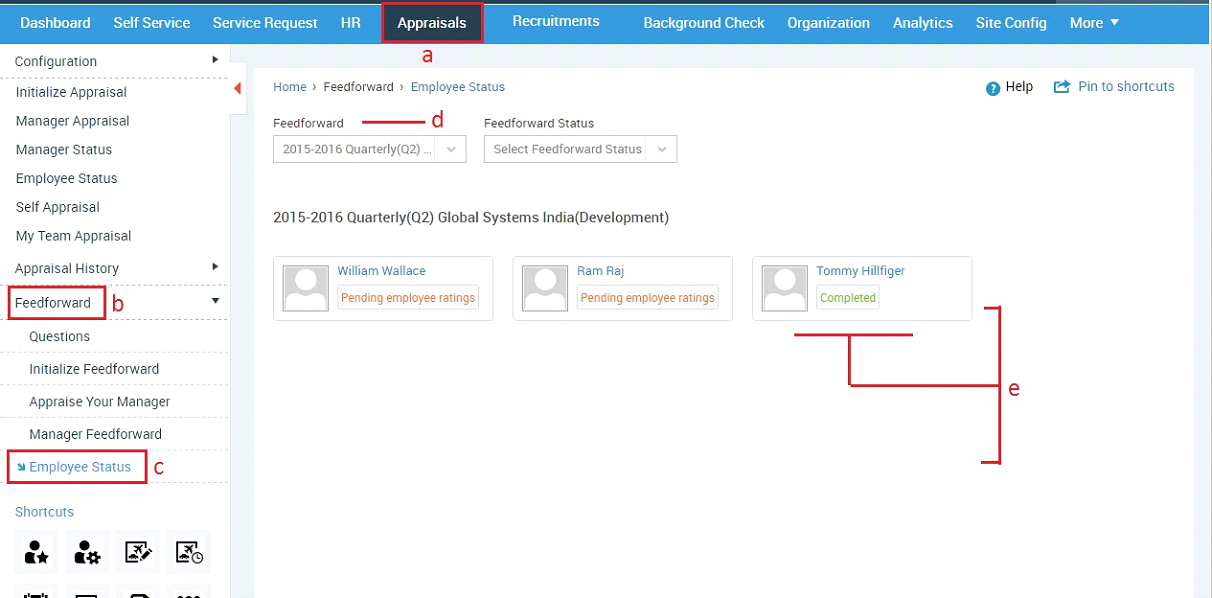 Dashboard Self Service Service Request HR Appraisals Recruitments Background Check Organization Analytics Site Config More
a
Configuration
Initialize Appraisal
Manager Appraisal
Manager Status
Employee Status
Self Appraisal
My Team Appraisal
Appraisal History
Feedforward b
Questions
Initialize Feedforward
Appraise Your Manager
Manager Feedforward
Employee Status c
Shortcuts
Home › Feedforward › Employee Status
? Help Pin to shortcuts
Feedforward d Feedforward Status
2015-2016 Quarterly(Q2) ... Select Feedforward Status
2015-2016 Quarterly(Q2) Global Systems India(Development)
William Wallace
Pending employee ratings
Ram Raj
Pending employee ratings
Tommy Hillfiger
Completed
e